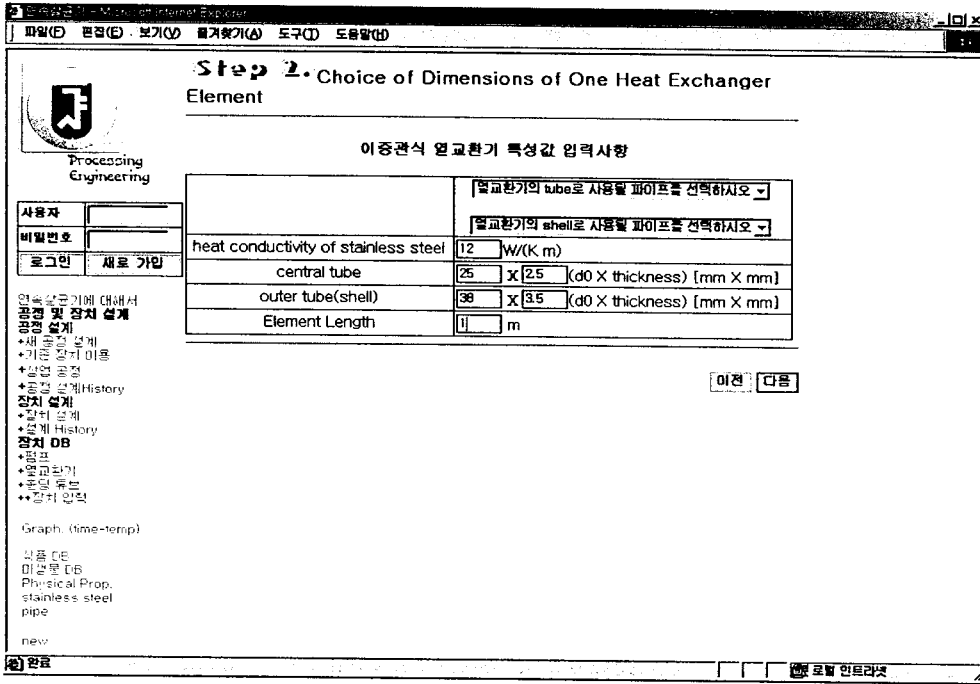 Microsoft Internet Explorer
파일(F) 편집(E) 보기(V) 즐겨찾기(A) 도구(T) 도움말(H)
Step 2. Choice of Dimensions of One Heat Exchanger
Element
Processing
Engineering
이중관식 열교환기 특성값 입력사항
열교환기의 tube로 사용될 파이프를 선택하시오
열교환기의 shell로 사용될 파이프를 선택하시오
heat conductivity of stainless steel 12 W/(K m)
central tube 25 X 2.5 (d0 X thickness) [mm X mm]
outer tube(shell) 38 X 3.5 (d0 X thickness) [mm X mm]
Element Length 1 m
이전 다음
사용자
비밀번호
로그인 새로 가입
연속살균기에 대해서
공정 및 장치 설계
공정 설계
+새 공정 설계
+기존 장치 이용
+상업 공정
+공정 설계History
장치 설계
+장치 설계
+설계 History
장치 DB
+펌프
+열교환기
+홀딩 튜브
++장치 입력
Graph. (time-temp)
식품 DB
미생물 DB
Physical Prop.
stainless steel
pipe
new
완료
로컬 인트라넷